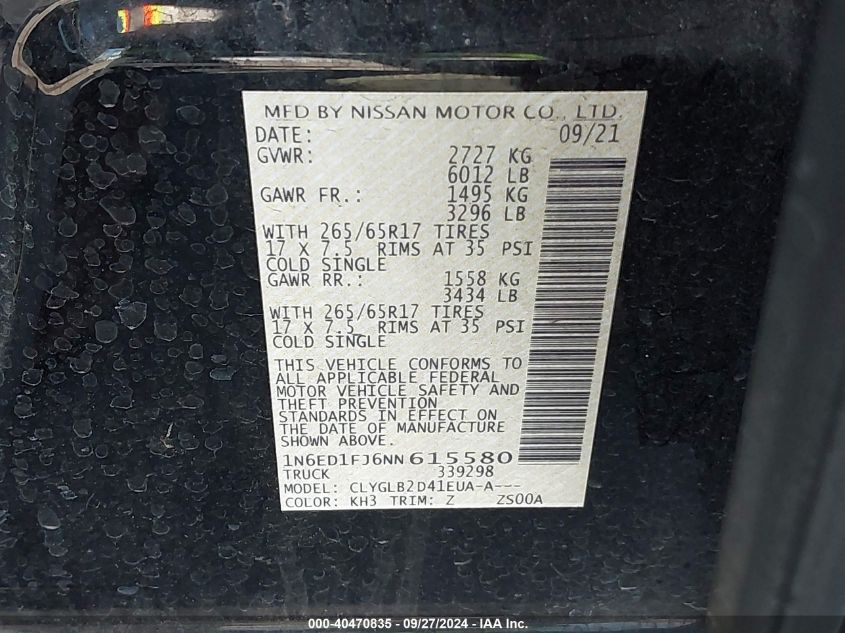 MFD BY NISSAN MOTOR CO., LTD.
DATE: 09/21
GVWR: 2727 KG
6012 LB
GAWR FR.: 1495 KG
3296 LB
WITH 265/65R17 TIRES
17 X 7.5 RIMS AT 35 PSI
COLD SINGLE
GAWR RR.: 1558 KG
3434 LB
WITH 265/65R17 TIRES
17 X 7.5 RIMS AT 35 PSI
COLD SINGLE
THIS VEHICLE CONFORMS TO
ALL APPLICABLE FEDERAL
MOTOR VEHICLE SAFETY AND
THEFT PREVENTION
STANDARDS IN EFFECT ON
THE DATE OF MANUFACTURE
SHOWN ABOVE.
1N6ED1FJ6NN615580
TRUCK 339298
MODEL: CLYGLB2D41EUA-A---
COLOR: KH3 TRIM: Z ZS00A
000-40470835 - 09/27/2024 - IAA Inc.